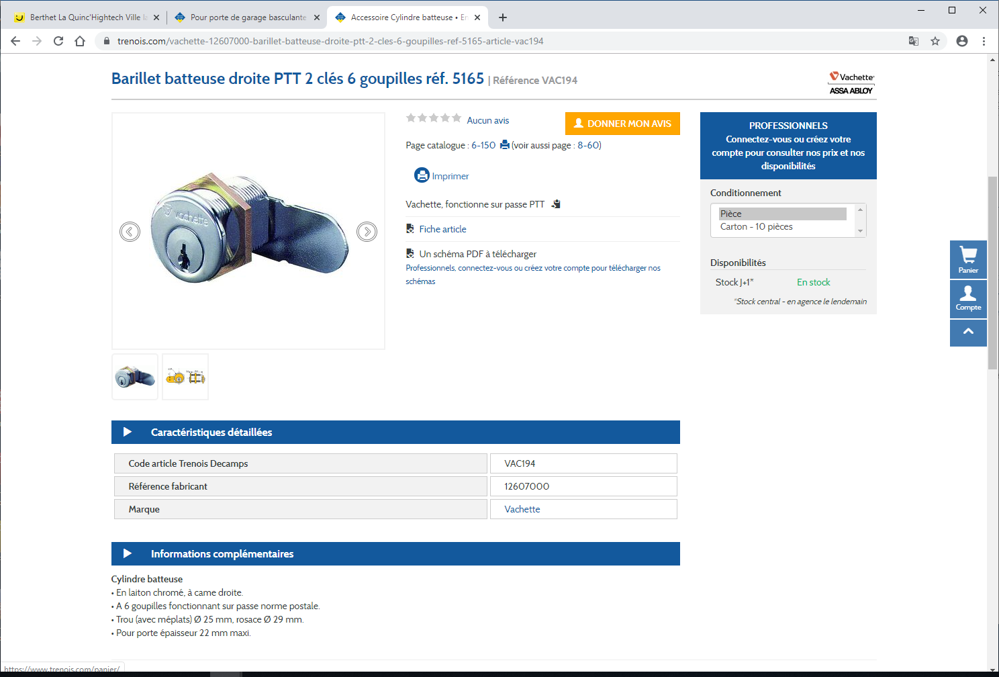 Berthet La Quinc'Hightech Ville la
Pour porte de garage basculante
Accessoire Cylindre batteuse • En
trenois.com/vachette-12607000-barillet-batteuse-droite-ptt-2-cles-6-goupilles-ref-5165-article-vac194
Barillet batteuse droite PTT 2 clés 6 goupilles réf. 5165 | Référence VAC194
Vachette
ASSA ABLOY
vachette
Aucun avis
DONNER MON AVIS
Page catalogue : 6-150 (voir aussi page : 8-60)
Imprimer
Vachette, fonctionne sur passe PTT
Fiche article
Un schéma PDF à télécharger
Professionnels, connectez-vous ou créez votre compte pour télécharger nos
schémas
PROFESSIONNELS
Connectez-vous ou créez votre
compte pour consulter nos prix et nos
disponibilités
Conditionnement
Pièce
Carton - 10 pièces
Disponibilités
Stock J+1* En stock
*Stock central - en agence le lendemain
Panier
Compte
Caractéristiques détaillées
Code article Trenois Decamps VAC194
Référence fabricant 12607000
Marque Vachette
Informations complémentaires
Cylindre batteuse
• En laiton chromé, à came droite.
• A 6 goupilles fonctionnant sur passe norme postale.
• Trou (avec méplats) Ø 25 mm, rosace Ø 29 mm.
• Pour porte épaisseur 22 mm maxi.
https://www.trenois.com/panier/